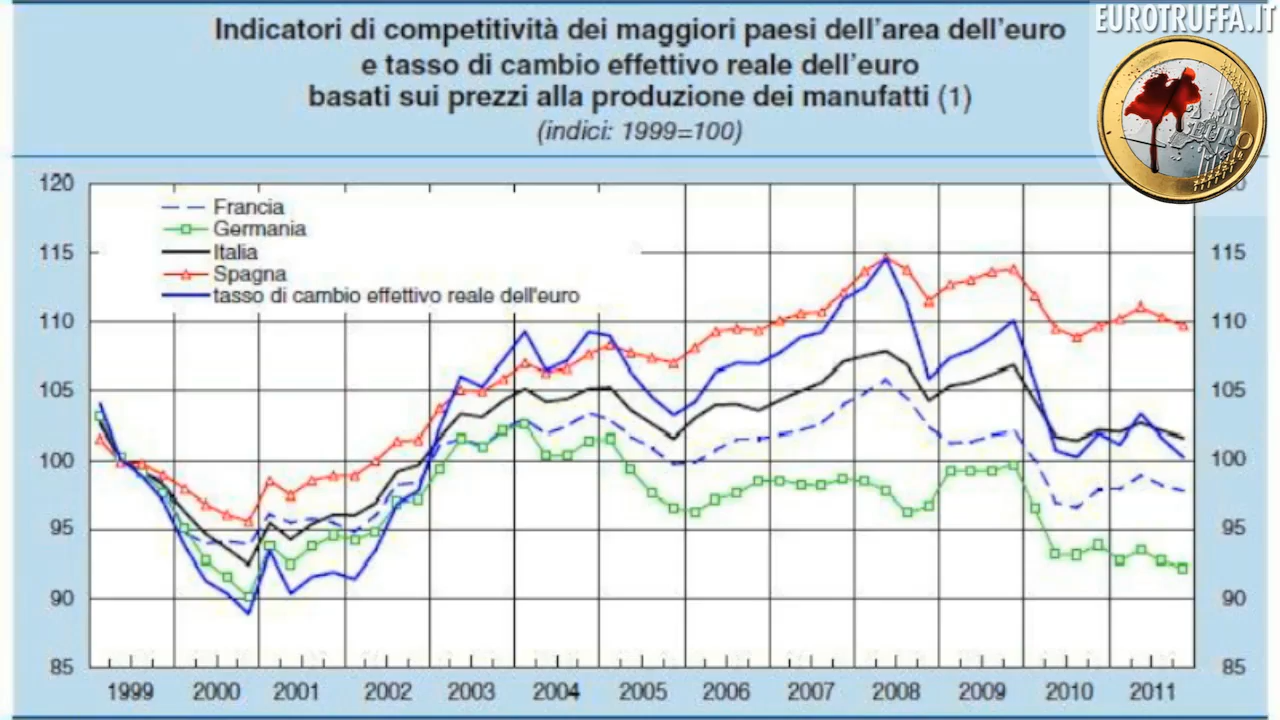 EUROTRUFFA.IT
Indicatori di competitività dei maggiori paesi dell'area dell'euro
e tasso di cambio effettivo reale dell'euro
basati sui prezzi alla produzione dei manufatti (1)
(indici: 1999=100)
EURO
120
Francia
Germania
115 Italia 115
Spagna
tasso di cambio effettivo reale dell'euro
110 110
105 105
100 100
95 95
90 90
85 85
1999 2000 2001 2002 2003 2004 2005 2006 2007 2008 2009 2010 2011